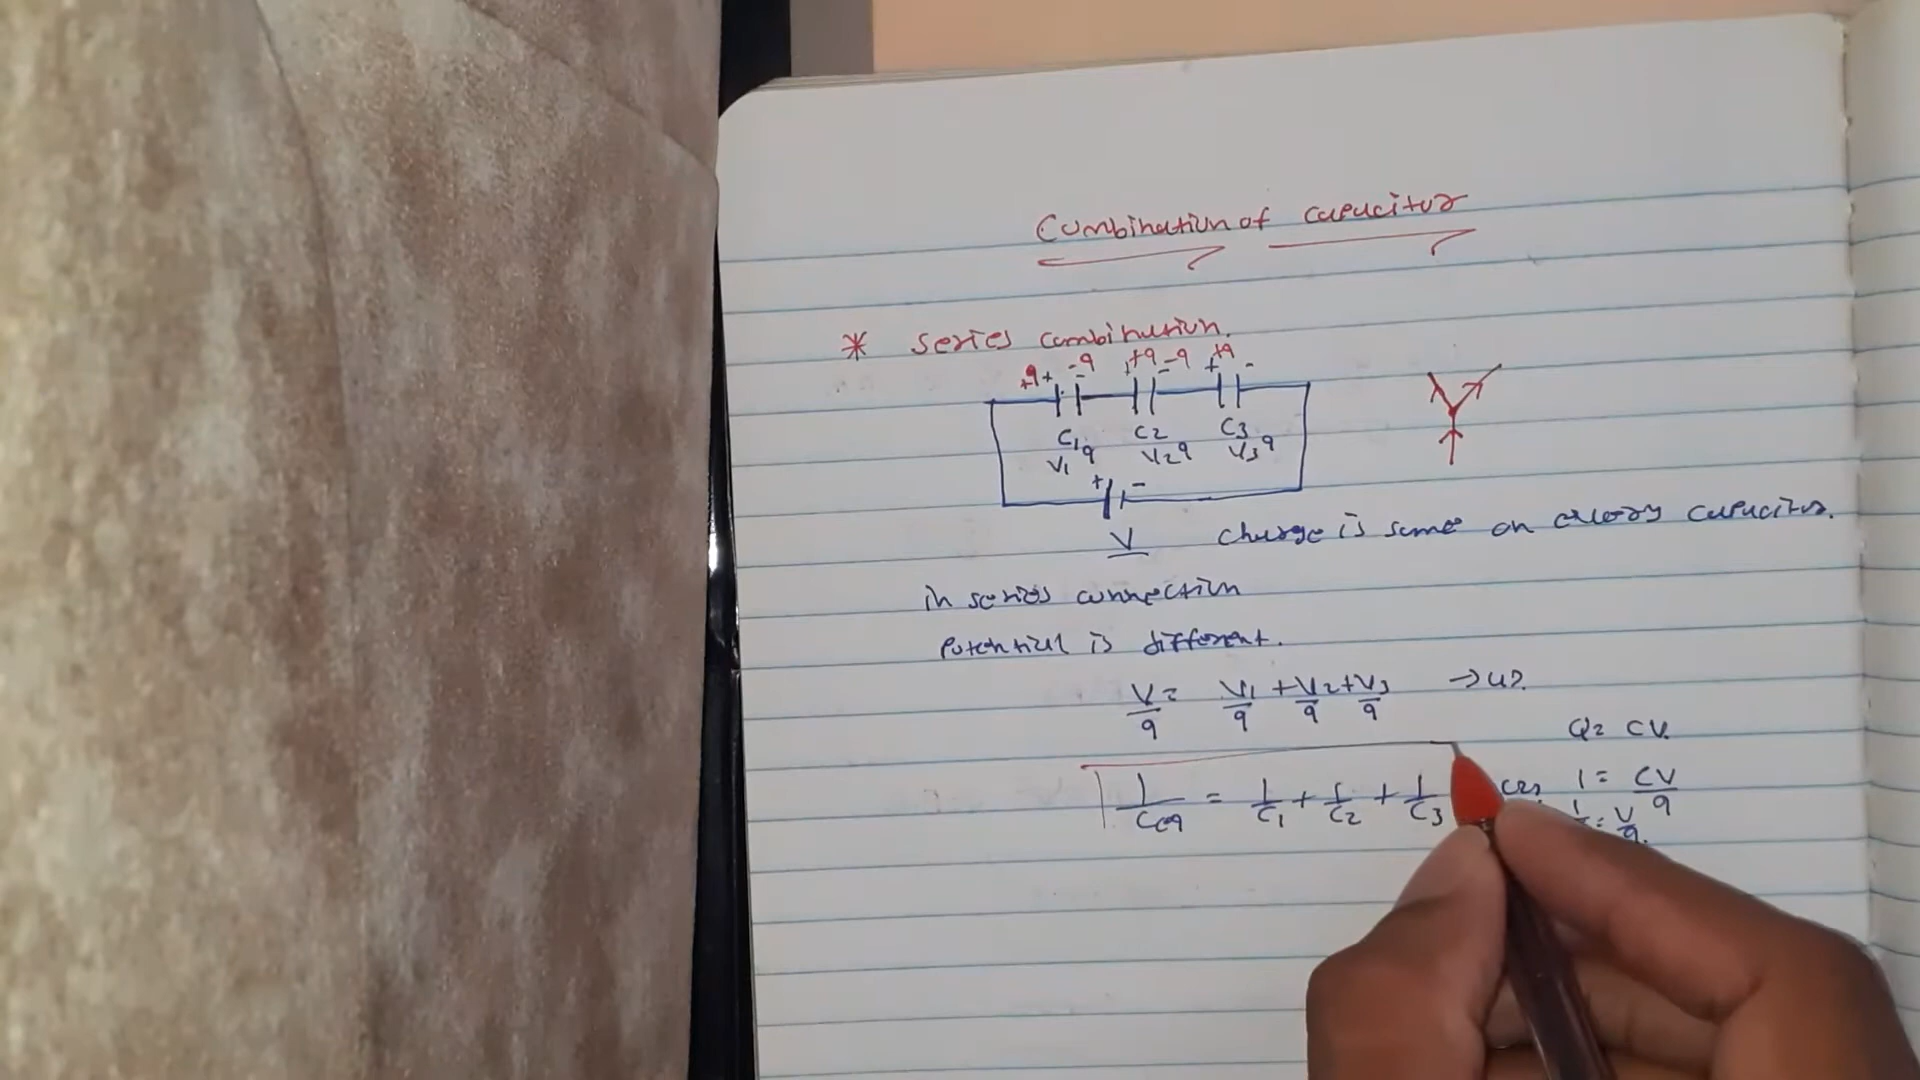 Combination of capacitor
* Series combination.
+q + -q - +q + -q - +q + -
C1 C2 C3
V1 q V2 q V3 q
+ -
V charge is same on every capacitor.
in series connection
Potential is different.
V/q = V1/q + V2/q + V3/q →
Q = CV.
1/Ceq = 1/C1 + 1/C2 + 1/C3 1 = CV/q
= V/q.